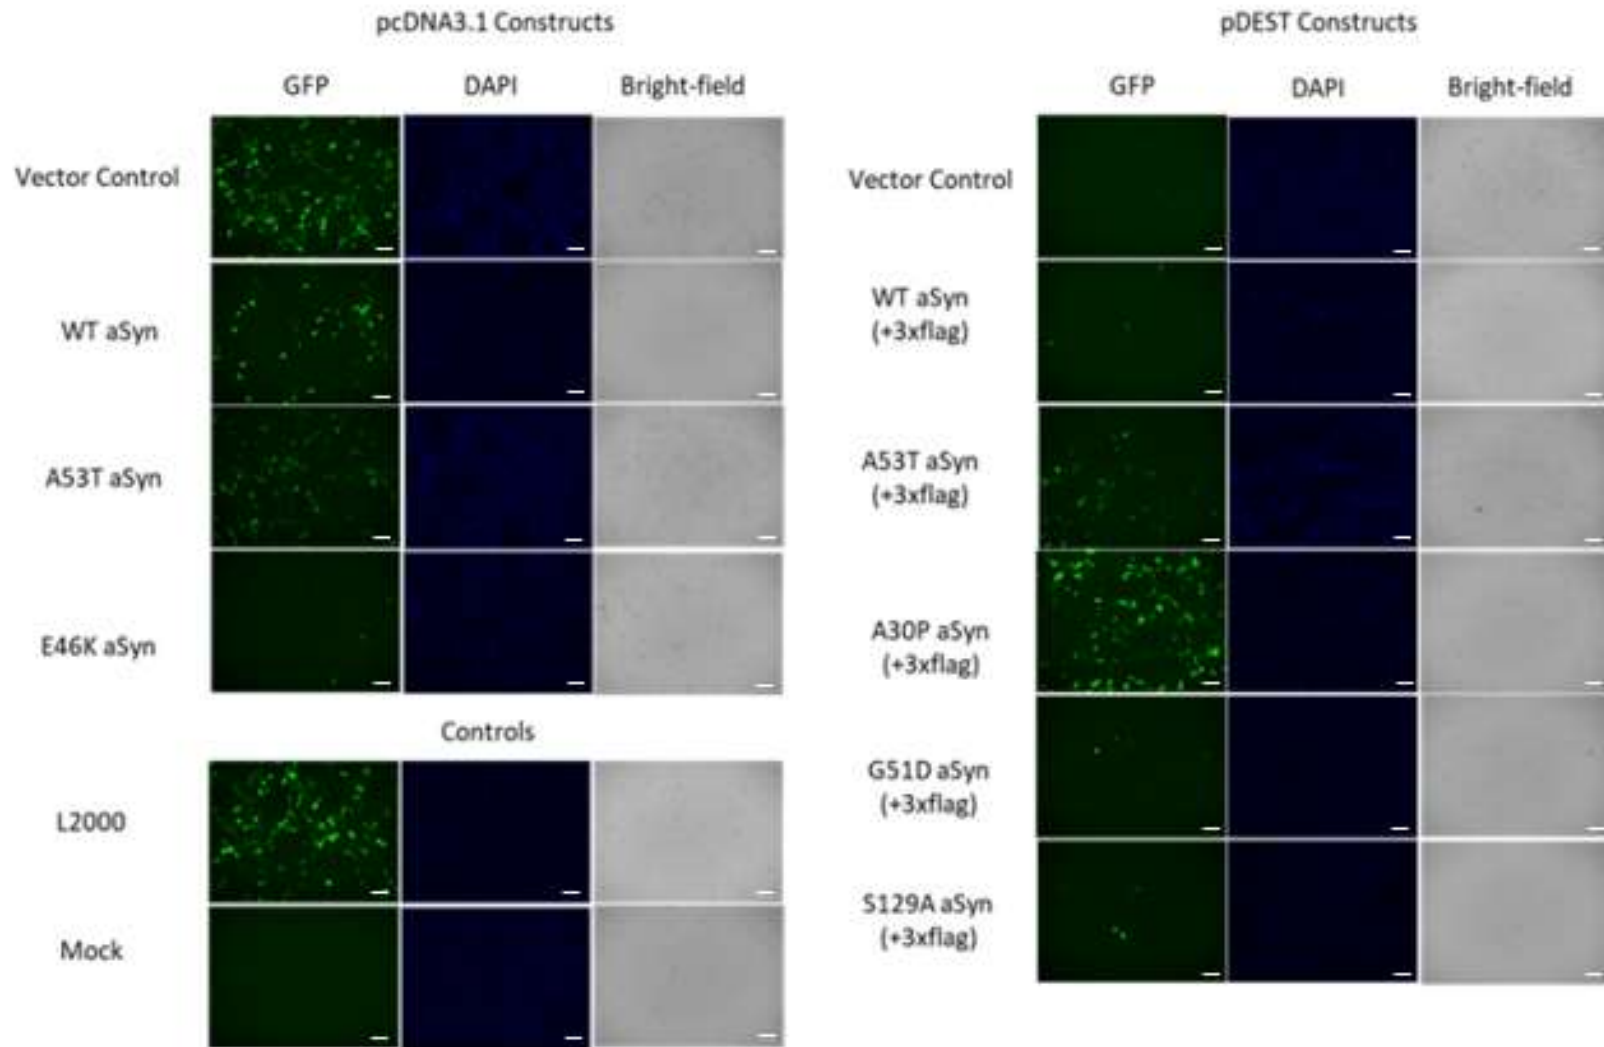 pcDNA3.1 Constructs
GFP DAPI Bright-field
Vector Control
WT aSyn
A53T aSyn
E46K aSyn
Controls
L2000
Mock
pDEST Constructs
GFP DAPI Bright-field
Vector Control
WT aSyn
(+3xflag)
A53T aSyn
(+3xflag)
A30P aSyn
(+3xflag)
G51D aSyn
(+3xflag)
S129A aSyn
(+3xflag)